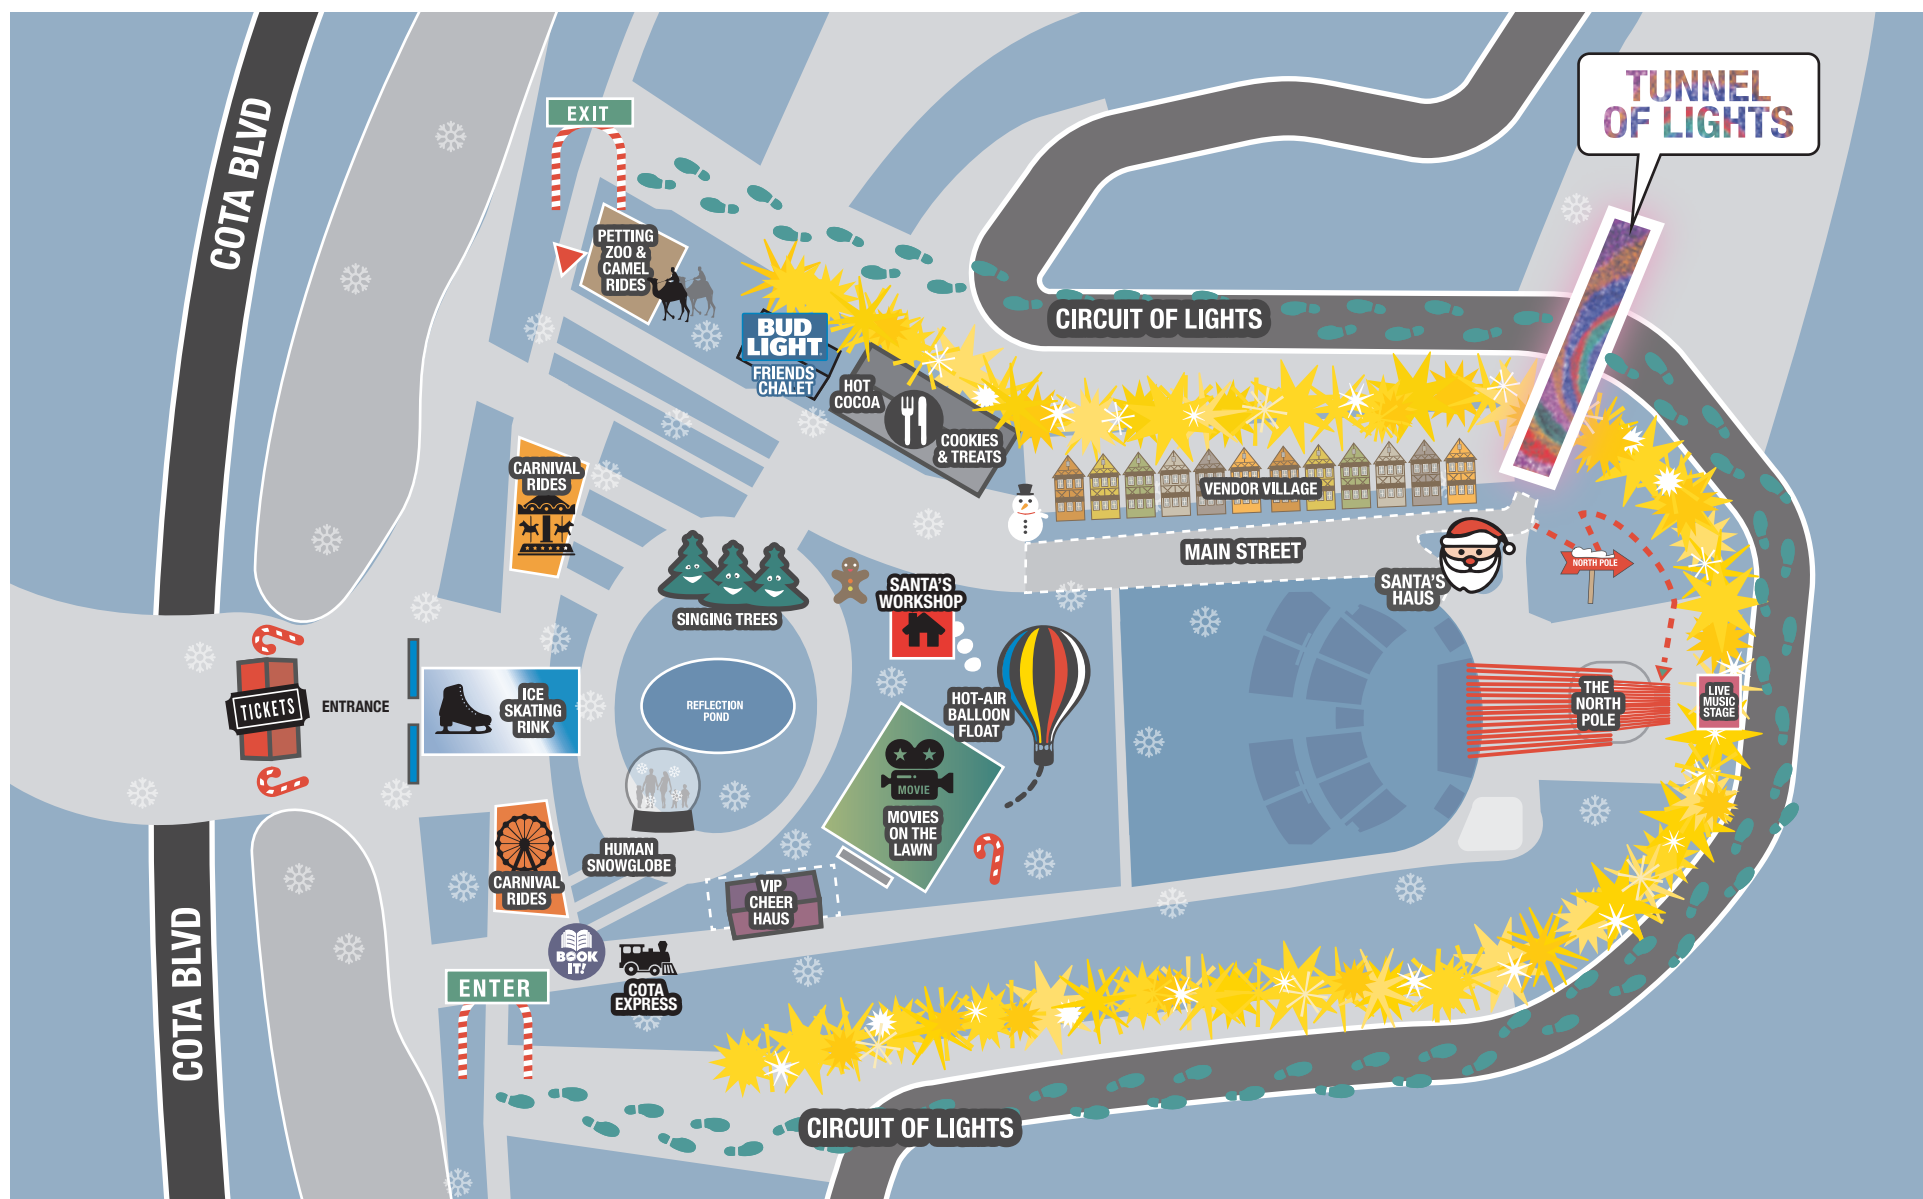 TUNNEL
OF LIGHTS
COTA BLVD
EXIT
PETTING
ZOO &
CAMEL
RIDES
BUD
LIGHT
FRIENDS
CHALET
CIRCUIT OF LIGHTS
HOT
COCOA
COOKIES
& TREATS
CARNIVAL
RIDES
VENDOR VILLAGE
MAIN STREET
NORTH POLE
SANTA'S
HAUS
SANTA'S
WORKSHOP
SINGING TREES
TICKETS
ENTRANCE
ICE
SKATING
RINK
REFLECTION
POND
HOT-AIR
BALLOON
FLOAT
THE
NORTH
POLE
LIVE
MUSIC
STAGE
MOVIE
MOVIES
ON THE
LAWN
HUMAN
SNOWGLOBE
CARNIVAL
RIDES
VIP
CHEER
HAUS
BOOK
IT!
COTA
EXPRESS
ENTER
COTA BLVD
CIRCUIT OF LIGHTS